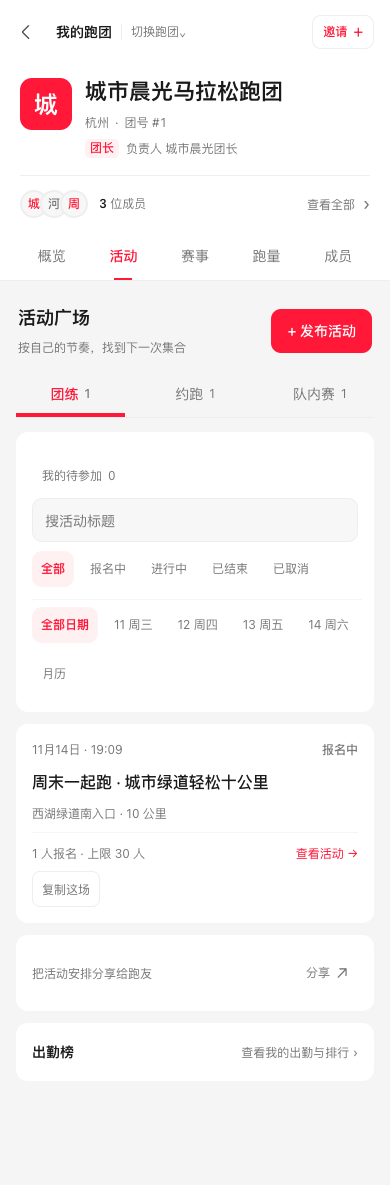 我的跑团 切换跑团 邀请 +
城 城市晨光马拉松跑团
杭州 · 团号 #1
团长 负责人 城市晨光团长
城 河 周 3 位成员 查看全部 ›
概览 活动 赛事 跑量 成员
活动广场
+ 发布活动
按自己的节奏，找到下一次集合
团练 1 约跑 1 队内赛 1
我的待参加 0
搜活动标题
全部 报名中 进行中 已结束 已取消
全部日期 11 周三 12 周四 13 周五 14 周六
月历
11月14日 · 19:09 报名中
周末一起跑 · 城市绿道轻松十公里
西湖绿道南入口 · 10 公里
1 人报名 · 上限 30 人 查看活动 →
复制这场
把活动安排分享给跑友 分享 ↗
出勤榜 查看我的出勤与排行 ›